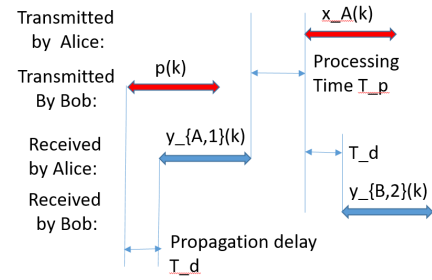 Transmitted
by Alice:
x_A(k)
Transmitted
By Bob:
p(k)
Processing
Time T_p
Received
by Alice:
y_{A,1}(k)
T_d
Received
by Bob:
y_{B,2}(k)
Propagation delay
T_d